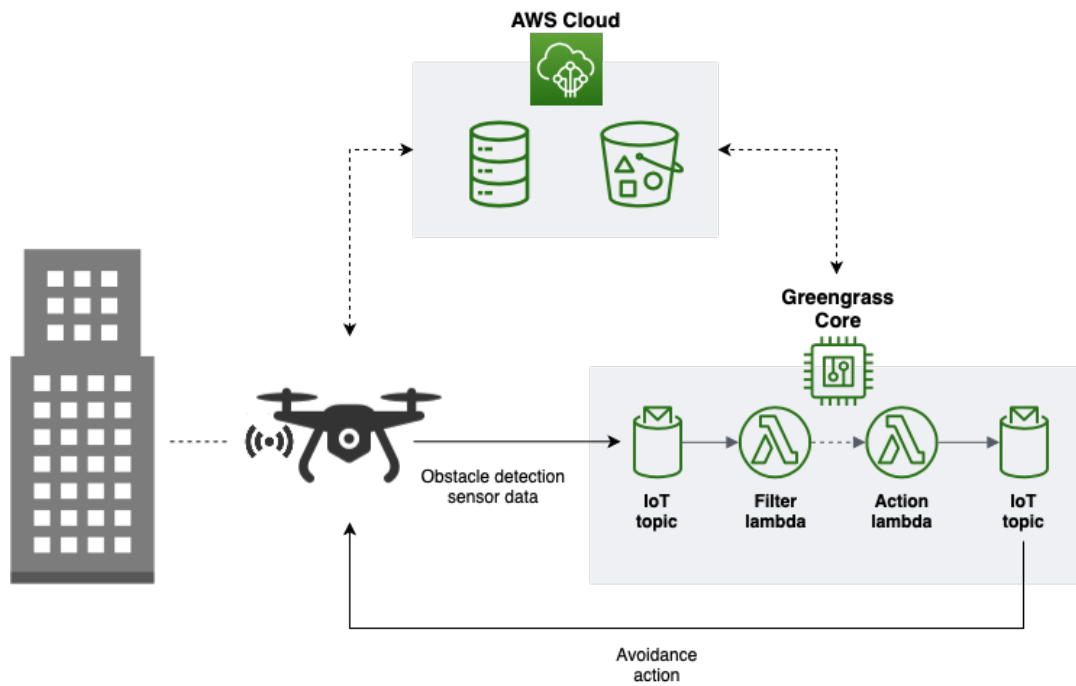 AWS Cloud
Greengrass
Core
Obstacle detection
sensor data
IoT
topic
Filter
lambda
Action
lambda
IoT
topic
Avoidance
action